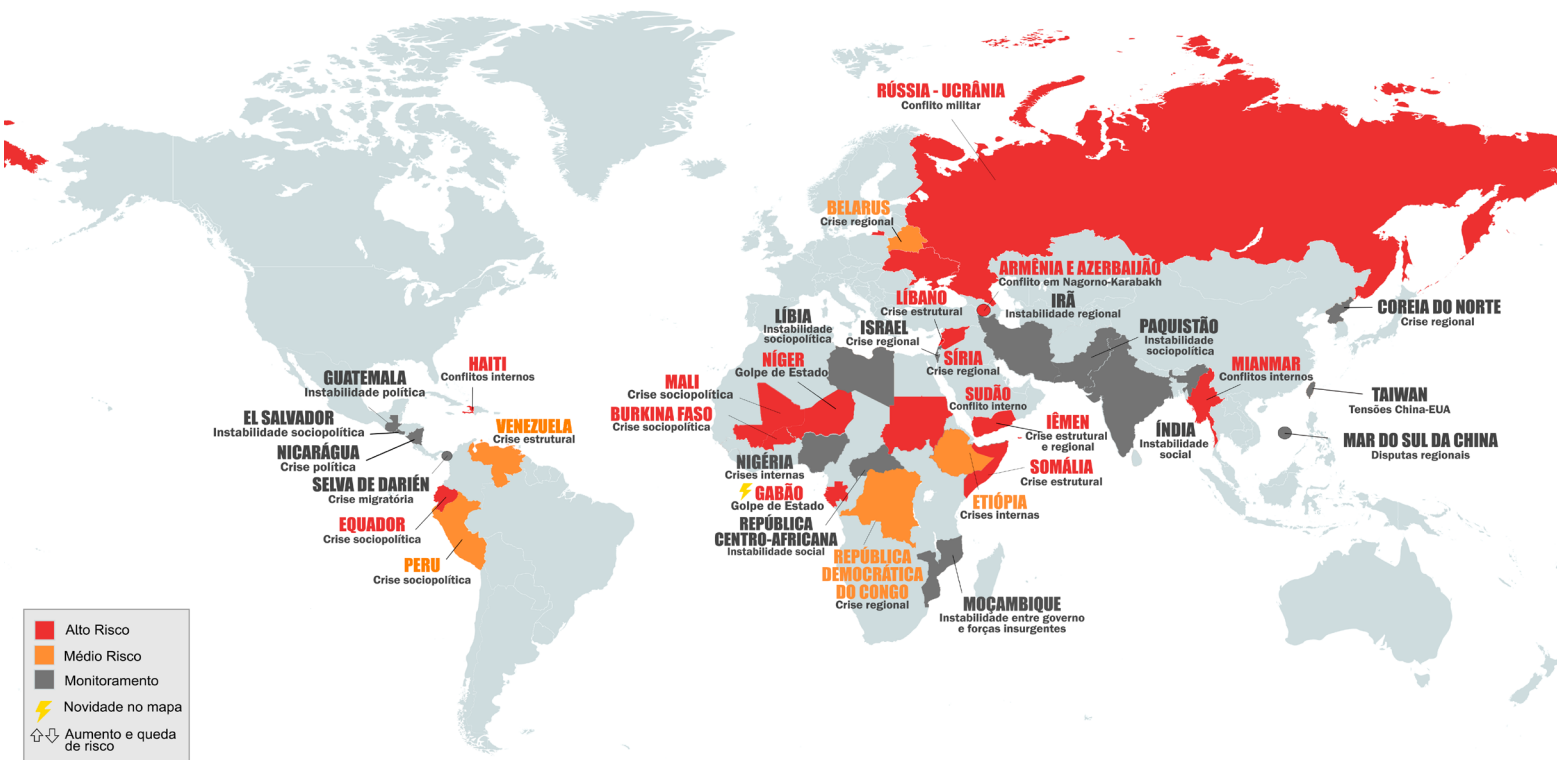 RÚSSIA - UCRÂNIA
Conflito militar
BELARUS
Crise regional
ARMÊNIA E AZERBAIJÃO
Conflito em Nagorno-Karabakh
LÍBANO
Crise estrutural
IRÃ
Instabilidade regional
COREIA DO NORTE
Crise regional
LÍBIA
Instabilidade
sociopolítica
ISRAEL
Crise regional
PAQUISTÃO
Instabilidade
sociopolítica
SÍRIA
Crise regional
NÍGER
Golpe de Estado
MIANMAR
Conflitos internos
HAITI
Conflitos internos
GUATEMALA
Instabilidade política
MALI
Crise sociopolítica
SUDÃO
Conflito interno
TAIWAN
Tensões China-EUA
EL SALVADOR
Instabilidade sociopolítica
BURKINA FASO
Crise sociopolítica
VENEZUELA
Crise estrutural
IÊMEN
Crise estrutural
e regional
ÍNDIA
Instabilidade
social
MAR DO SUL DA CHINA
Disputas regionais
NICARÁGUA
Crise política
NIGÉRIA
Crises internas
SOMÁLIA
Crise estrutural
SELVA DE DARIÉN
Crise migratória
GABÃO
Golpe de Estado
ETIÓPIA
Crises internas
EQUADOR
Crise sociopolítica
REPÚBLICA
CENTRO-AFRICANA
Instabilidade social
PERU
Crise sociopolítica
REPÚBLICA
DEMOCRÁTICA
DO CONGO
Crise regional
MOÇAMBIQUE
Instabilidade entre governo
e forças insurgentes
Alto Risco
Médio Risco
Monitoramento
Novidade no mapa
Aumento e queda
de risco